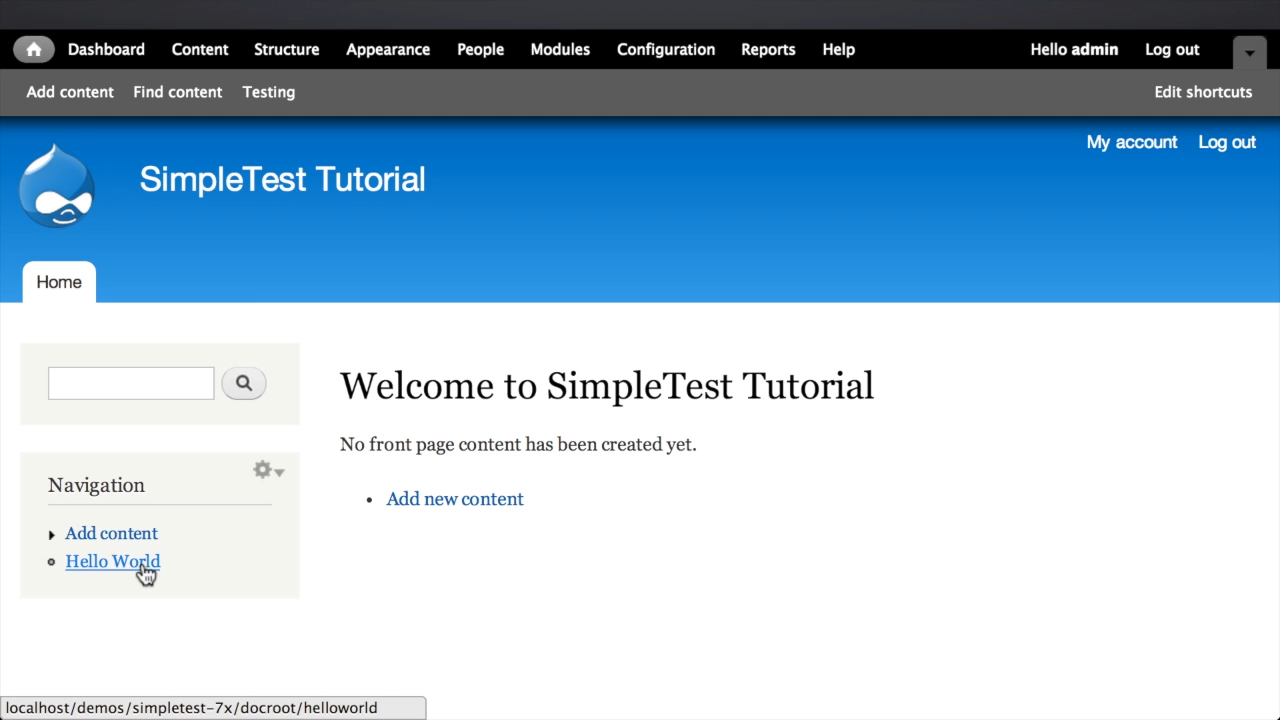 Dashboard Content Structure Appearance People Modules Configuration Reports Help Hello admin Log out
Add content Find content Testing Edit shortcuts
My account Log out
SimpleTest Tutorial
Home
Welcome to SimpleTest Tutorial
No front page content has been created yet.
Add new content
Navigation
Add content
Hello World
localhost/demos/simpletest-7x/docroot/helloworld